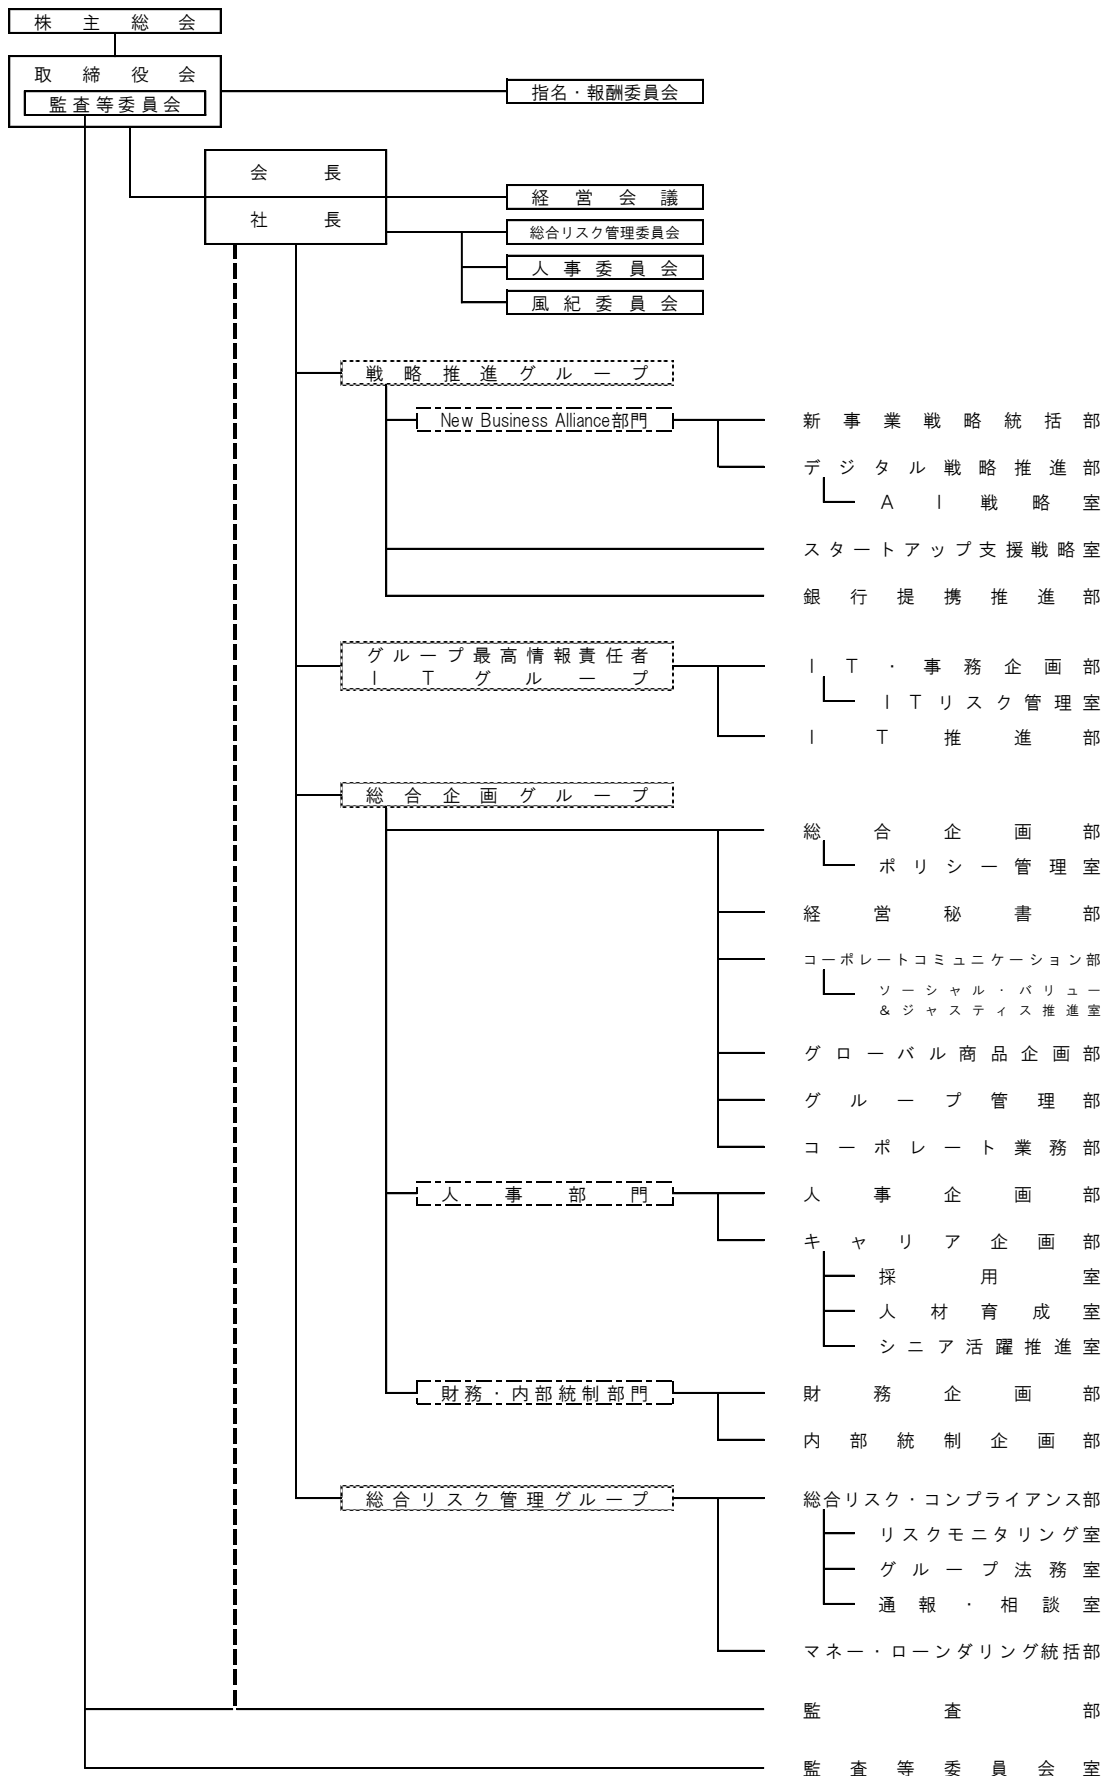 株主総会
取締役会
監査等委員会
指名・報酬委員会
会長
社長
経営会議
総合リスク管理委員会
人事委員会
風紀委員会
戦略推進グループ
New Business Alliance部門
新事業戦略統括部
デジタル戦略推進部
AI戦略室
スタートアップ支援戦略室
銀行提携推進部
グループ最高情報責任者
ITグループ
IT・事務企画部
ITリスク管理室
IT推進部
総合企画グループ
総合企画部
ポリシー管理室
経営秘書部
コーポレートコミュニケーション部
ソーシャル・バリュー
&ジャスティス推進室
グローバル商品企画部
グループ管理部
コーポレート業務部
人事部門
人事企画部
キャリア企画部
採用室
人材育成室
シニア活躍推進室
財務・内部統制部門
財務企画部
内部統制企画部
総合リスク管理グループ
総合リスク・コンプライアンス部
リスクモニタリング室
グループ法務室
通報・相談室
マネー・ローンダリング統括部
監査部
監査等委員会室